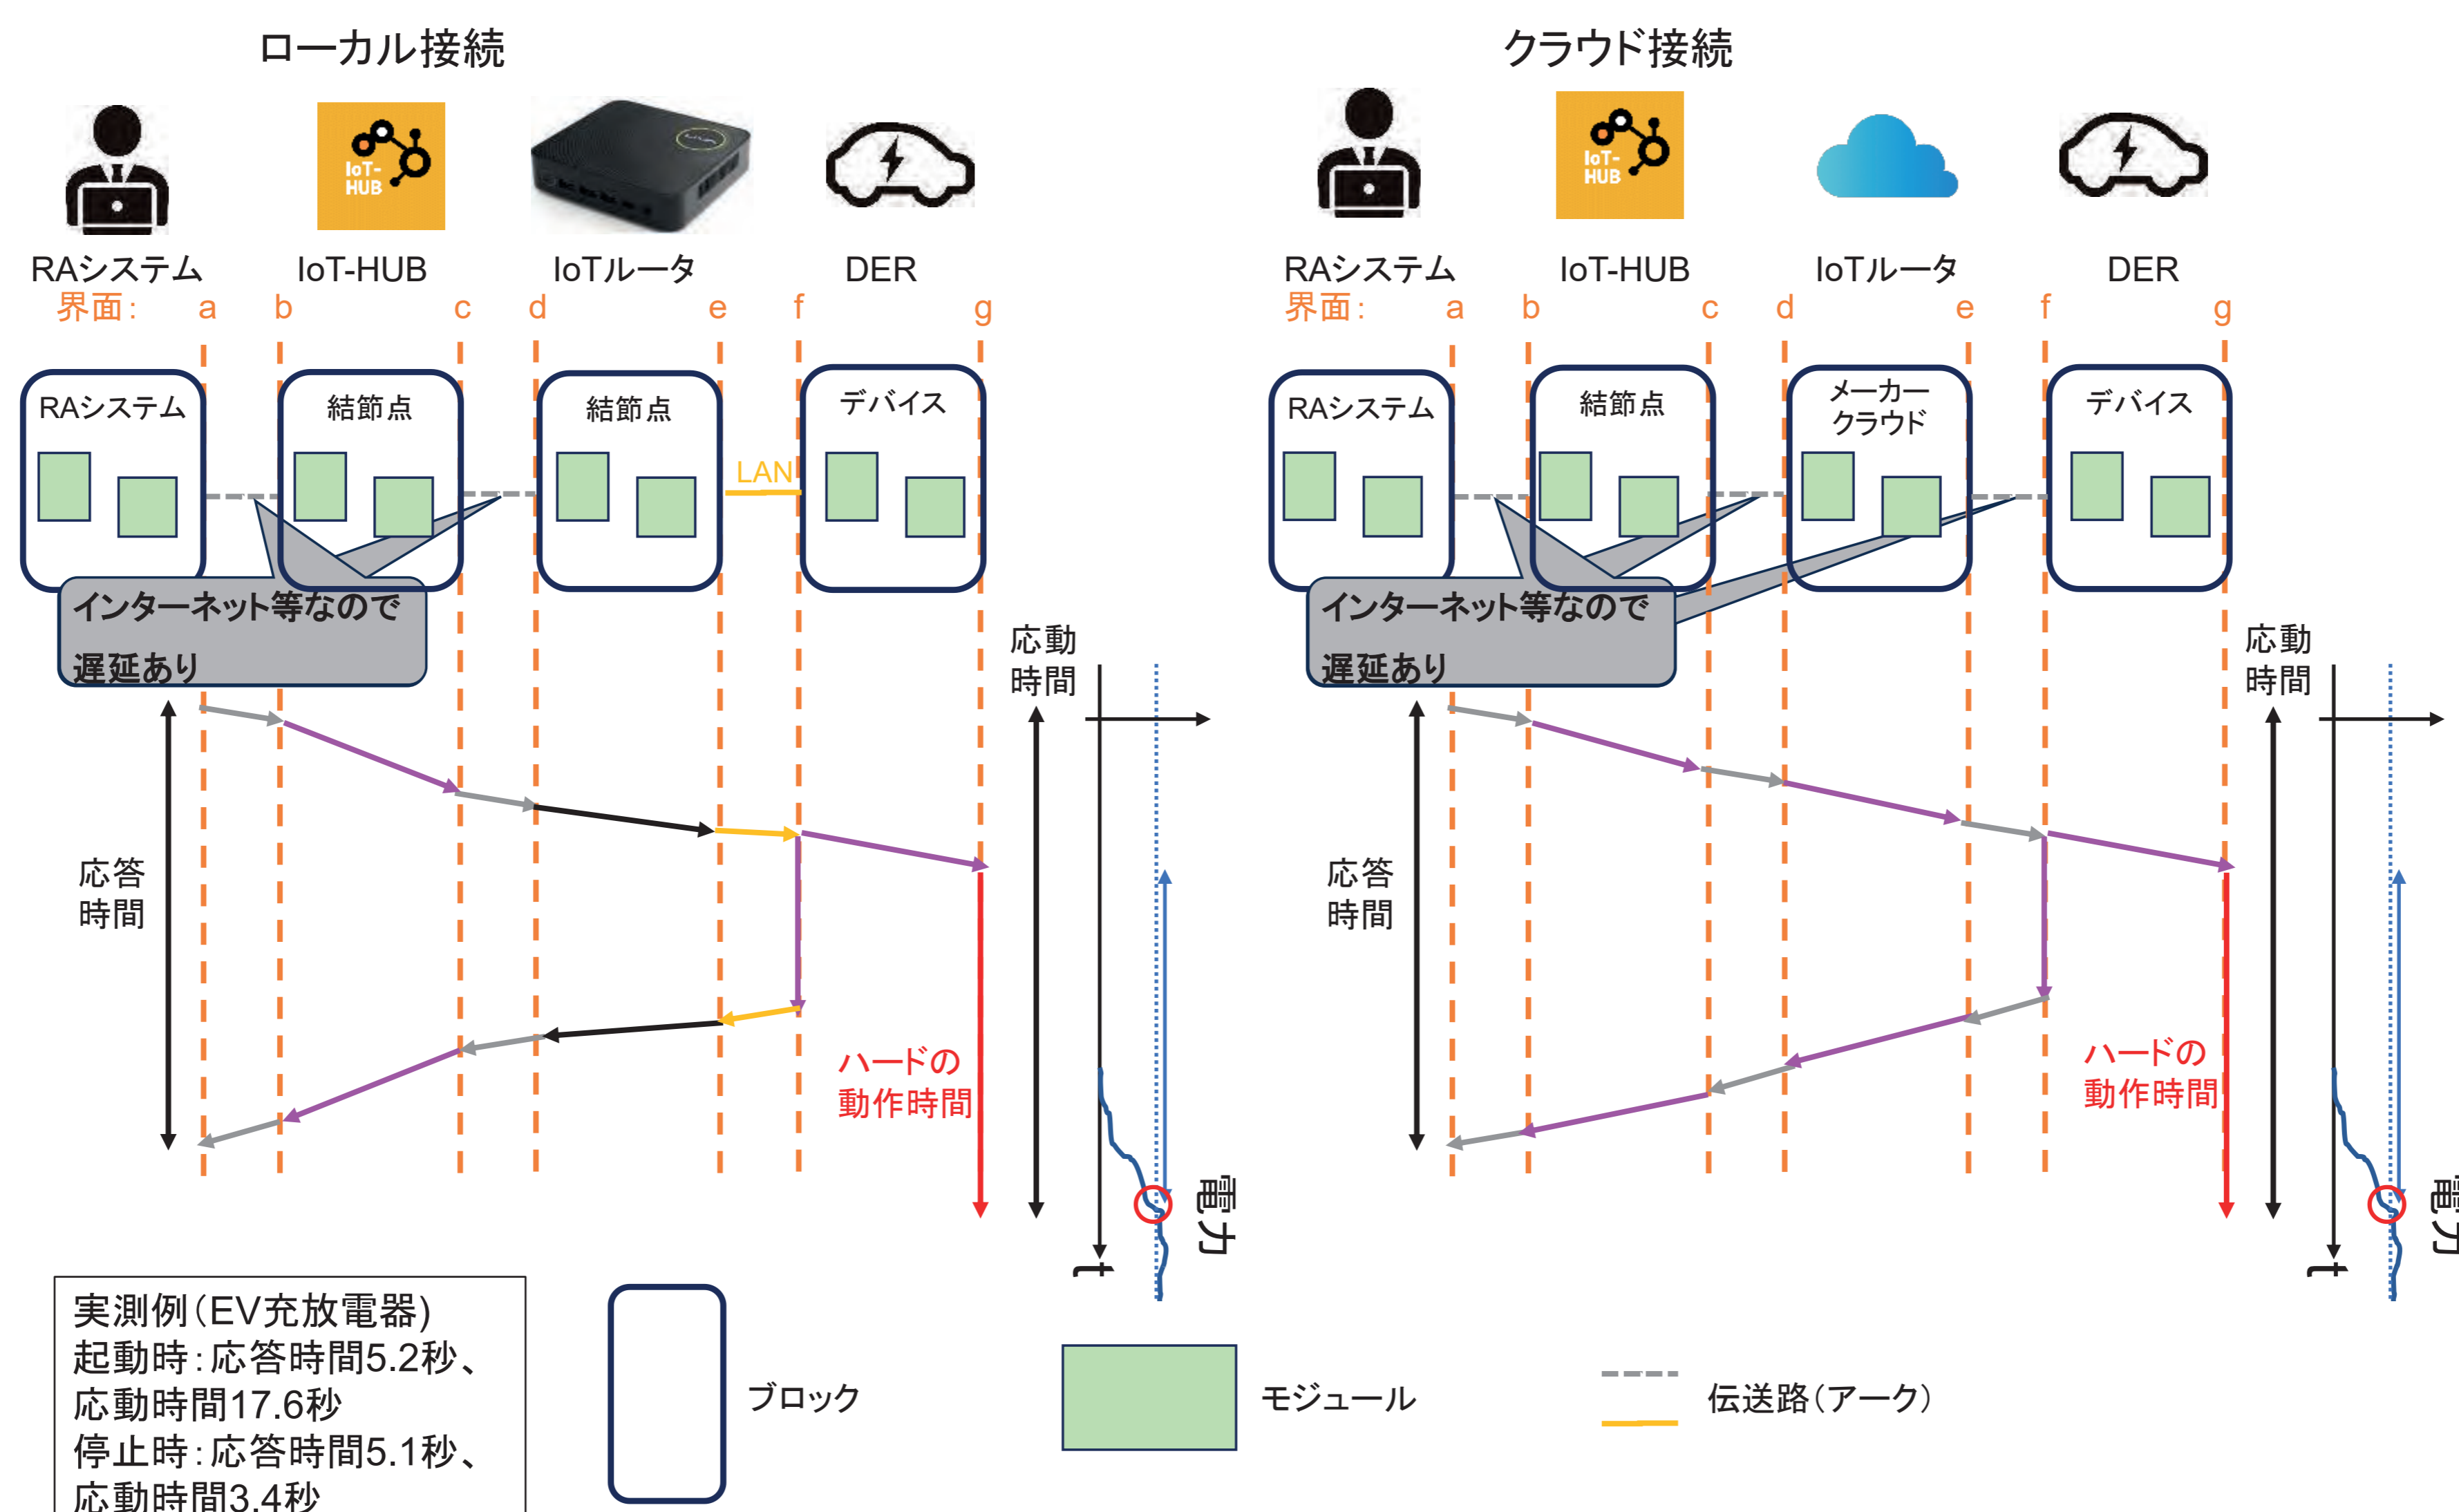 ローカル接続
IoT-
HUB
RAシステム
IoT-HUB
IoTルータ
DER
界面：
a
b
c
d
e
f
g
RAシステム
結節点
結節点
デバイス
LAN
インターネット等なので
遅延あり
応答
時間
ハードの
動作時間
応動
時間
電力
t
クラウド接続
IoT-
HUB
RAシステム
IoT-HUB
IoTルータ
DER
界面：
a
b
c
d
e
f
g
RAシステム
結節点
メーカー
クラウド
デバイス
インターネット等なので
遅延あり
応答
時間
ハードの
動作時間
応動
時間
電力
t
実測例（EV充放電器)
起動時：応答時間5.2秒、
応動時間17.6秒
停止時：応答時間5.1秒、
応動時間3.4秒
ブロック
モジュール
伝送路（アーク）